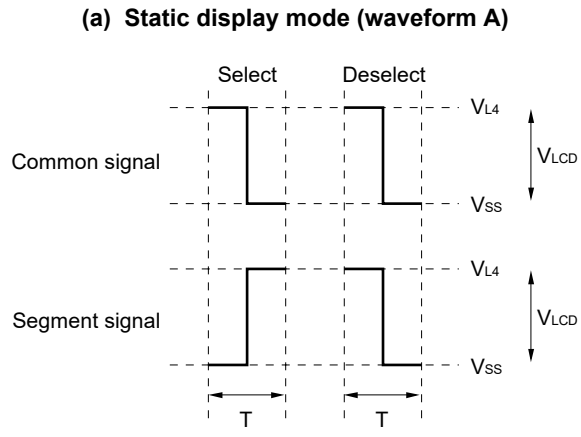 (a) Static display mode (waveform A)
Select Deselect
VL4
Common signal VLCD
VSS
VL4
Segment signal VLCD
VSS
T T